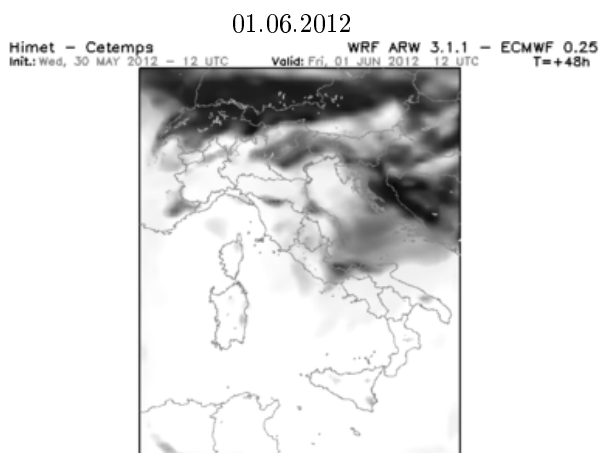 01.06.2012
Himet - Cetemps WRF ARW 3.1.1 - ECMWF 0.25
Init.: Wed, 30 MAY 2012 - 12 UTC Valid: Fri, 01 JUN 2012 12 UTC T=+48h